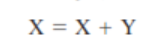 X = X + Y